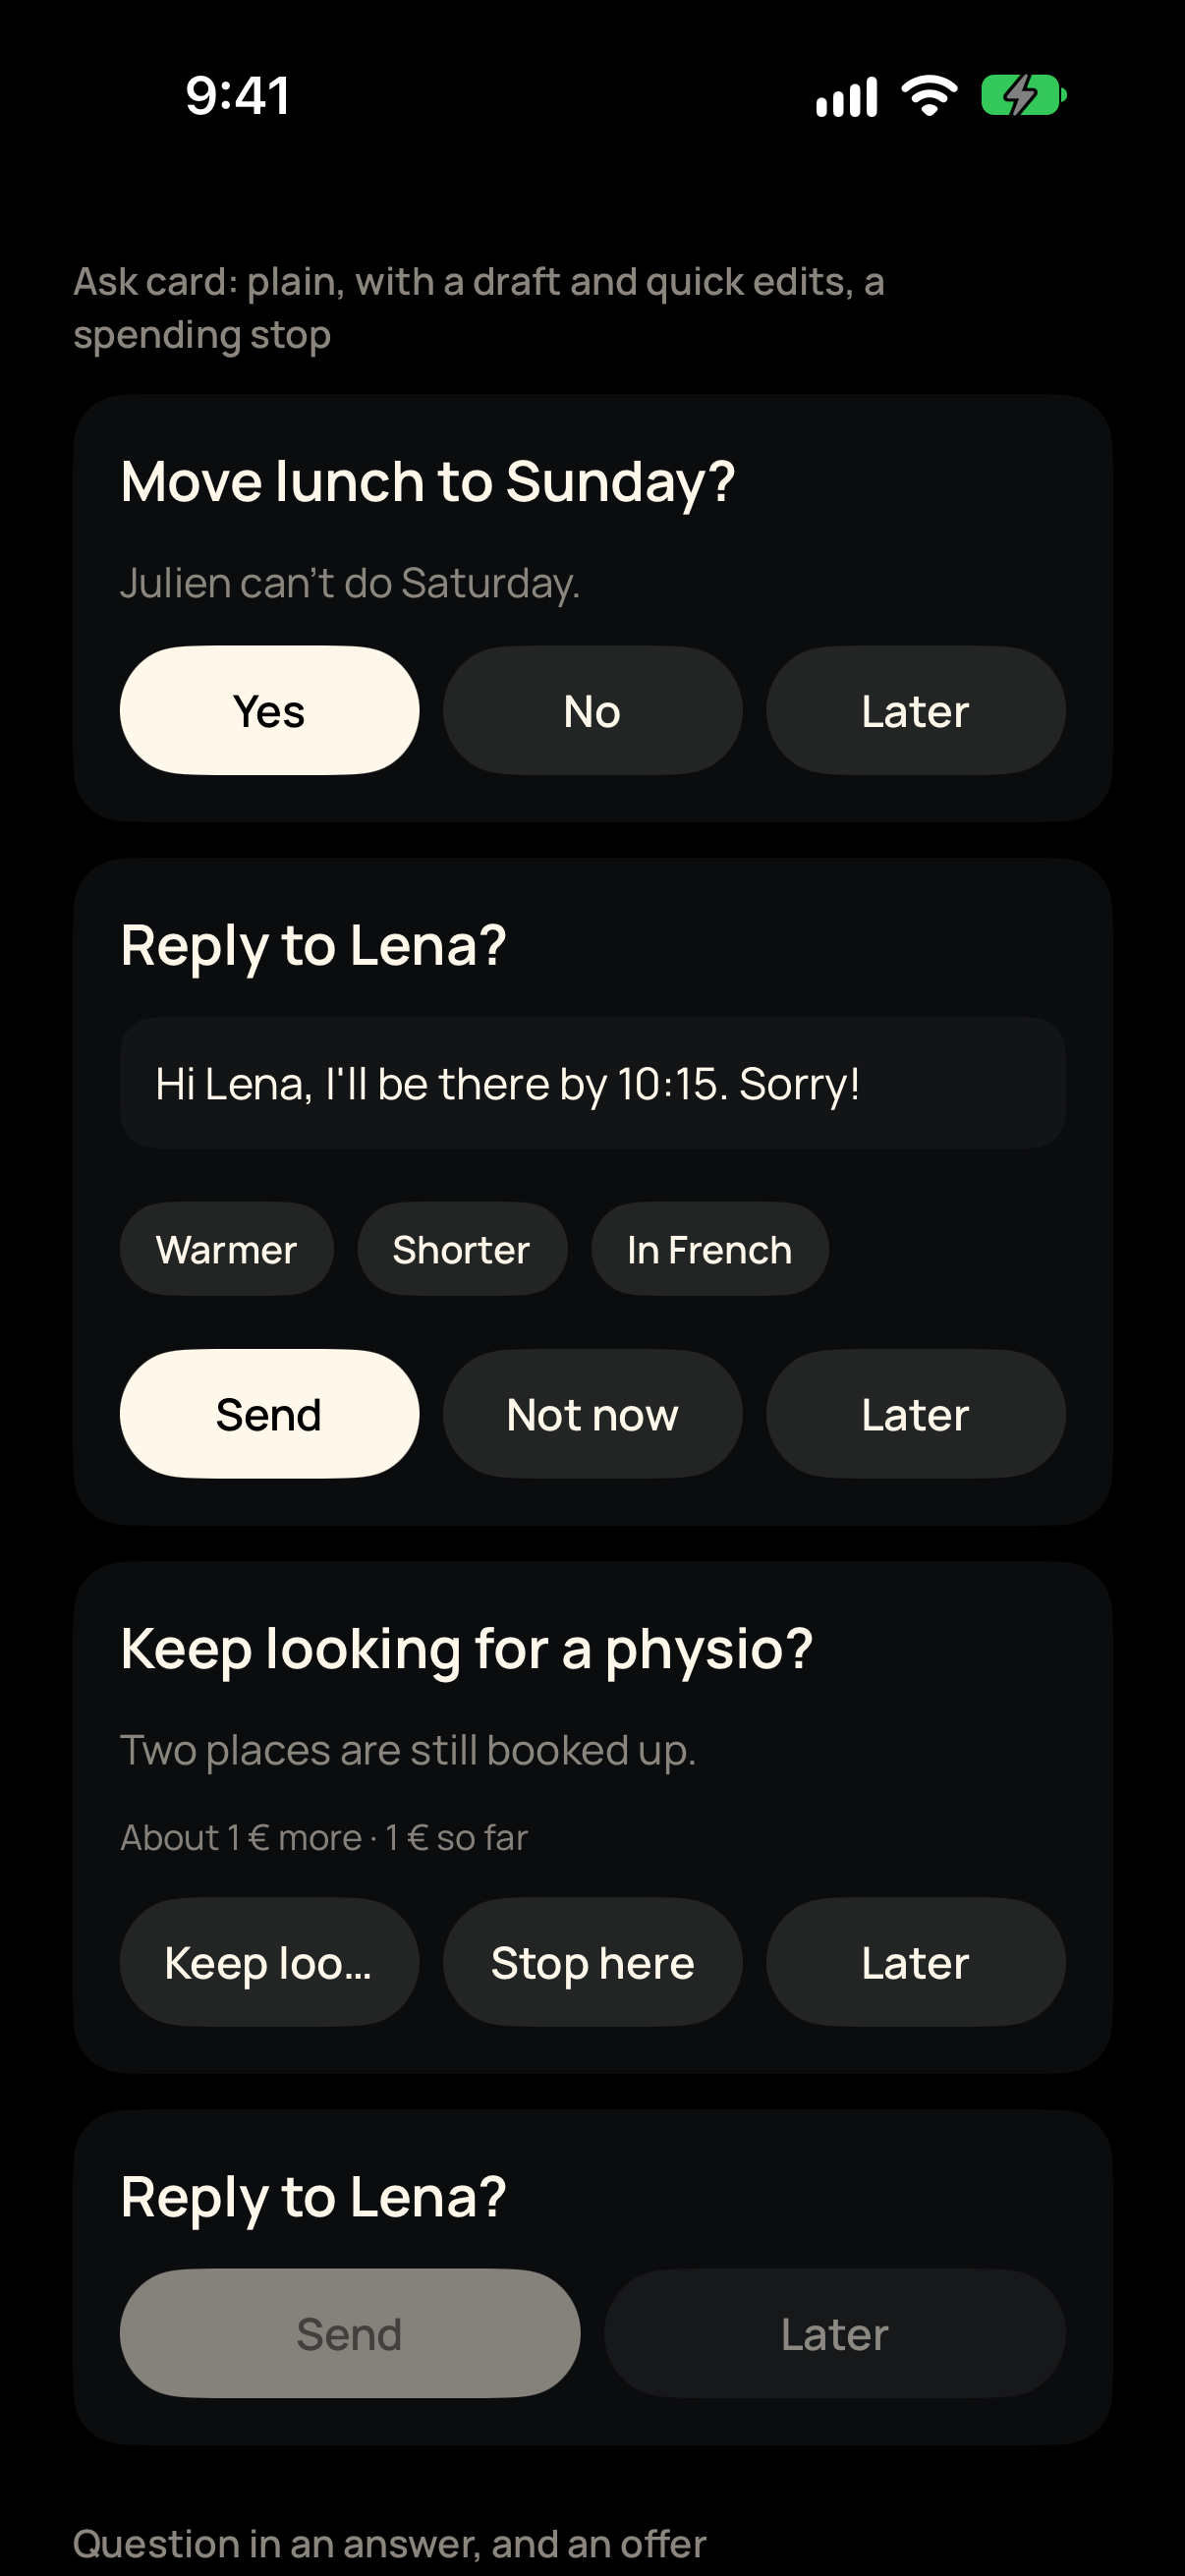 9:41
Ask card: plain, with a draft and quick edits, a
spending stop
Move lunch to Sunday?
Julien can’t do Saturday.
Yes No Later
Reply to Lena?
Hi Lena, I'll be there by 10:15. Sorry!
Warmer Shorter In French
Send Not now Later
Keep looking for a physio?
Two places are still booked up.
About 1 € more · 1 € so far
Keep loo… Stop here Later
Reply to Lena?
Send Later
Question in an answer, and an offer